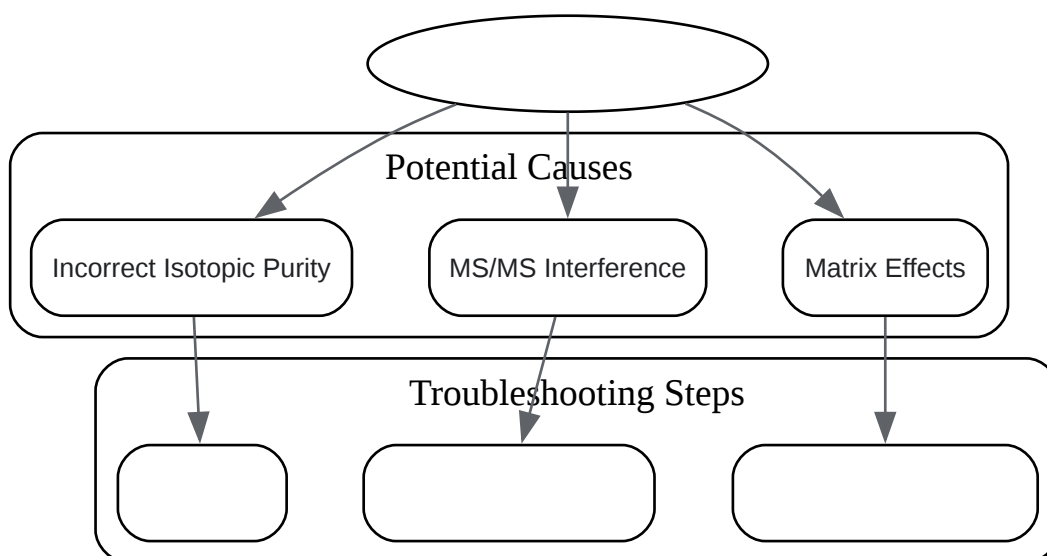 Potential Causes
Incorrect Isotopic Purity
MS/MS Interference
Matrix Effects
Troubleshooting Steps